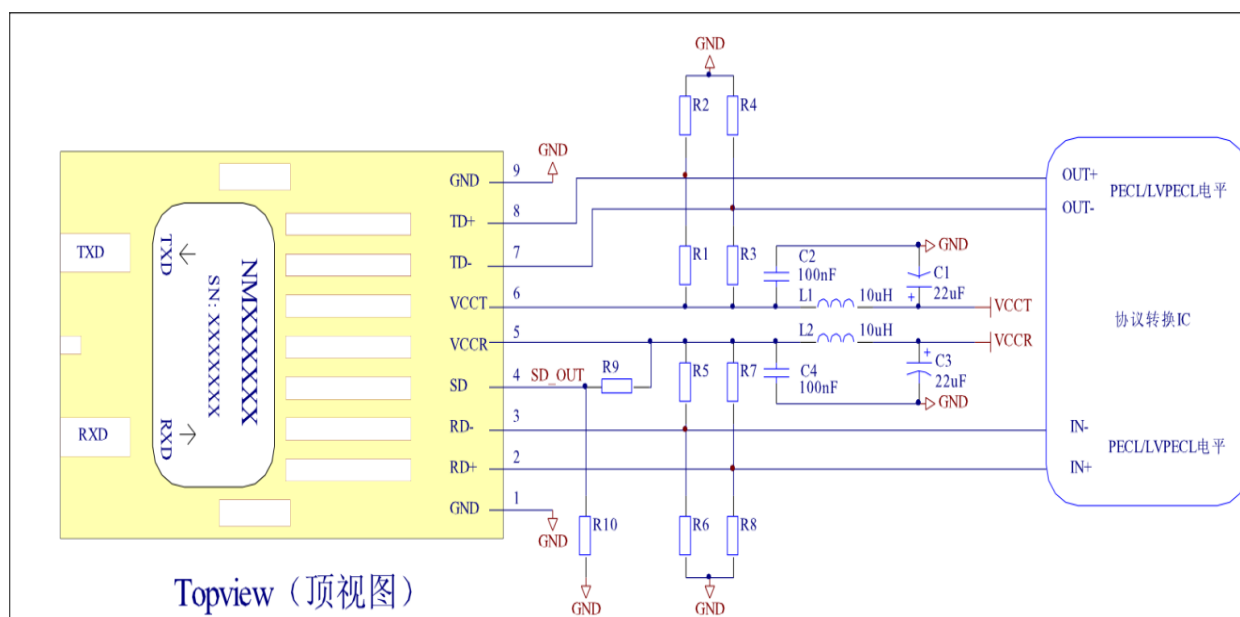 GND
R2
R4
GND
9
GND
OUT+
PECL/LVPECL电平
8
TD+
OUT-
TXD
TXD
7
TD-
R1
R3
C2
100nF
GND
C1
22uF
+
6
VCCT
L1
10uH
VCCT
NMXXXXXX
SN: XXXXXXX
协议转换IC
5
VCCR
L2
10uH
VCCR
4
SD
SD_OUT
R9
R5
R7
C4
100nF
+
C3
22uF
GND
3
RD-
IN-
RXD
RXD
PECL/LVPECL电平
2
RD+
IN+
1
GND
GND
R10
R6
R8
GND
GND
Topview（顶视图）